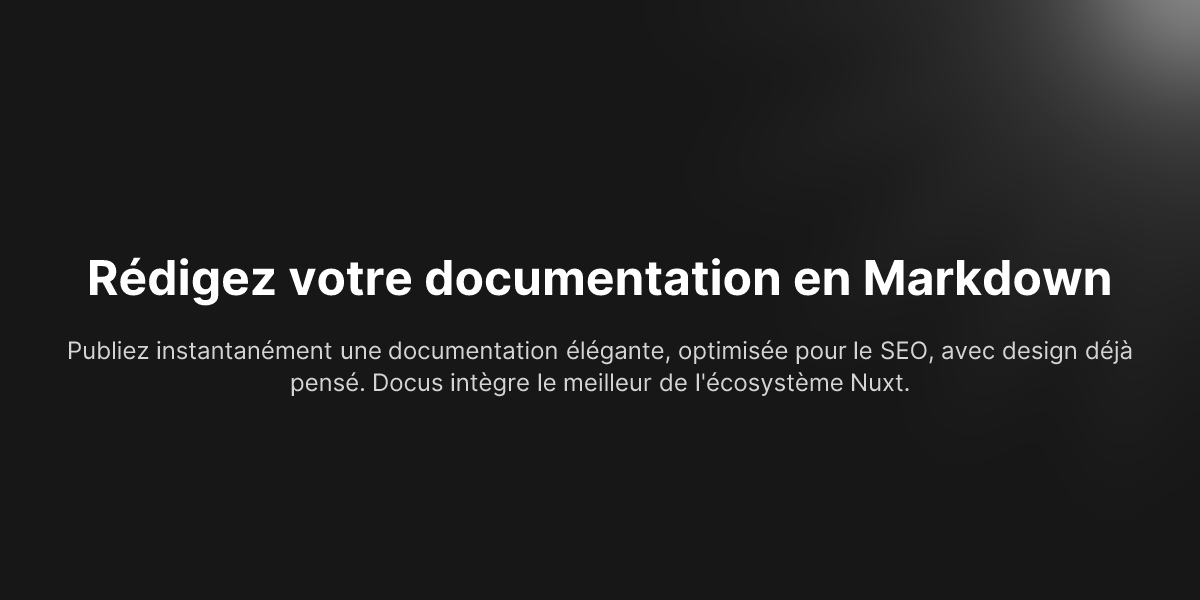 Rédigez votre documentation en Markdown
Publiez instantanément une documentation élégante, optimisée pour le SEO, avec design déjà
pensé. Docus intègre le meilleur de l'écosystème Nuxt.